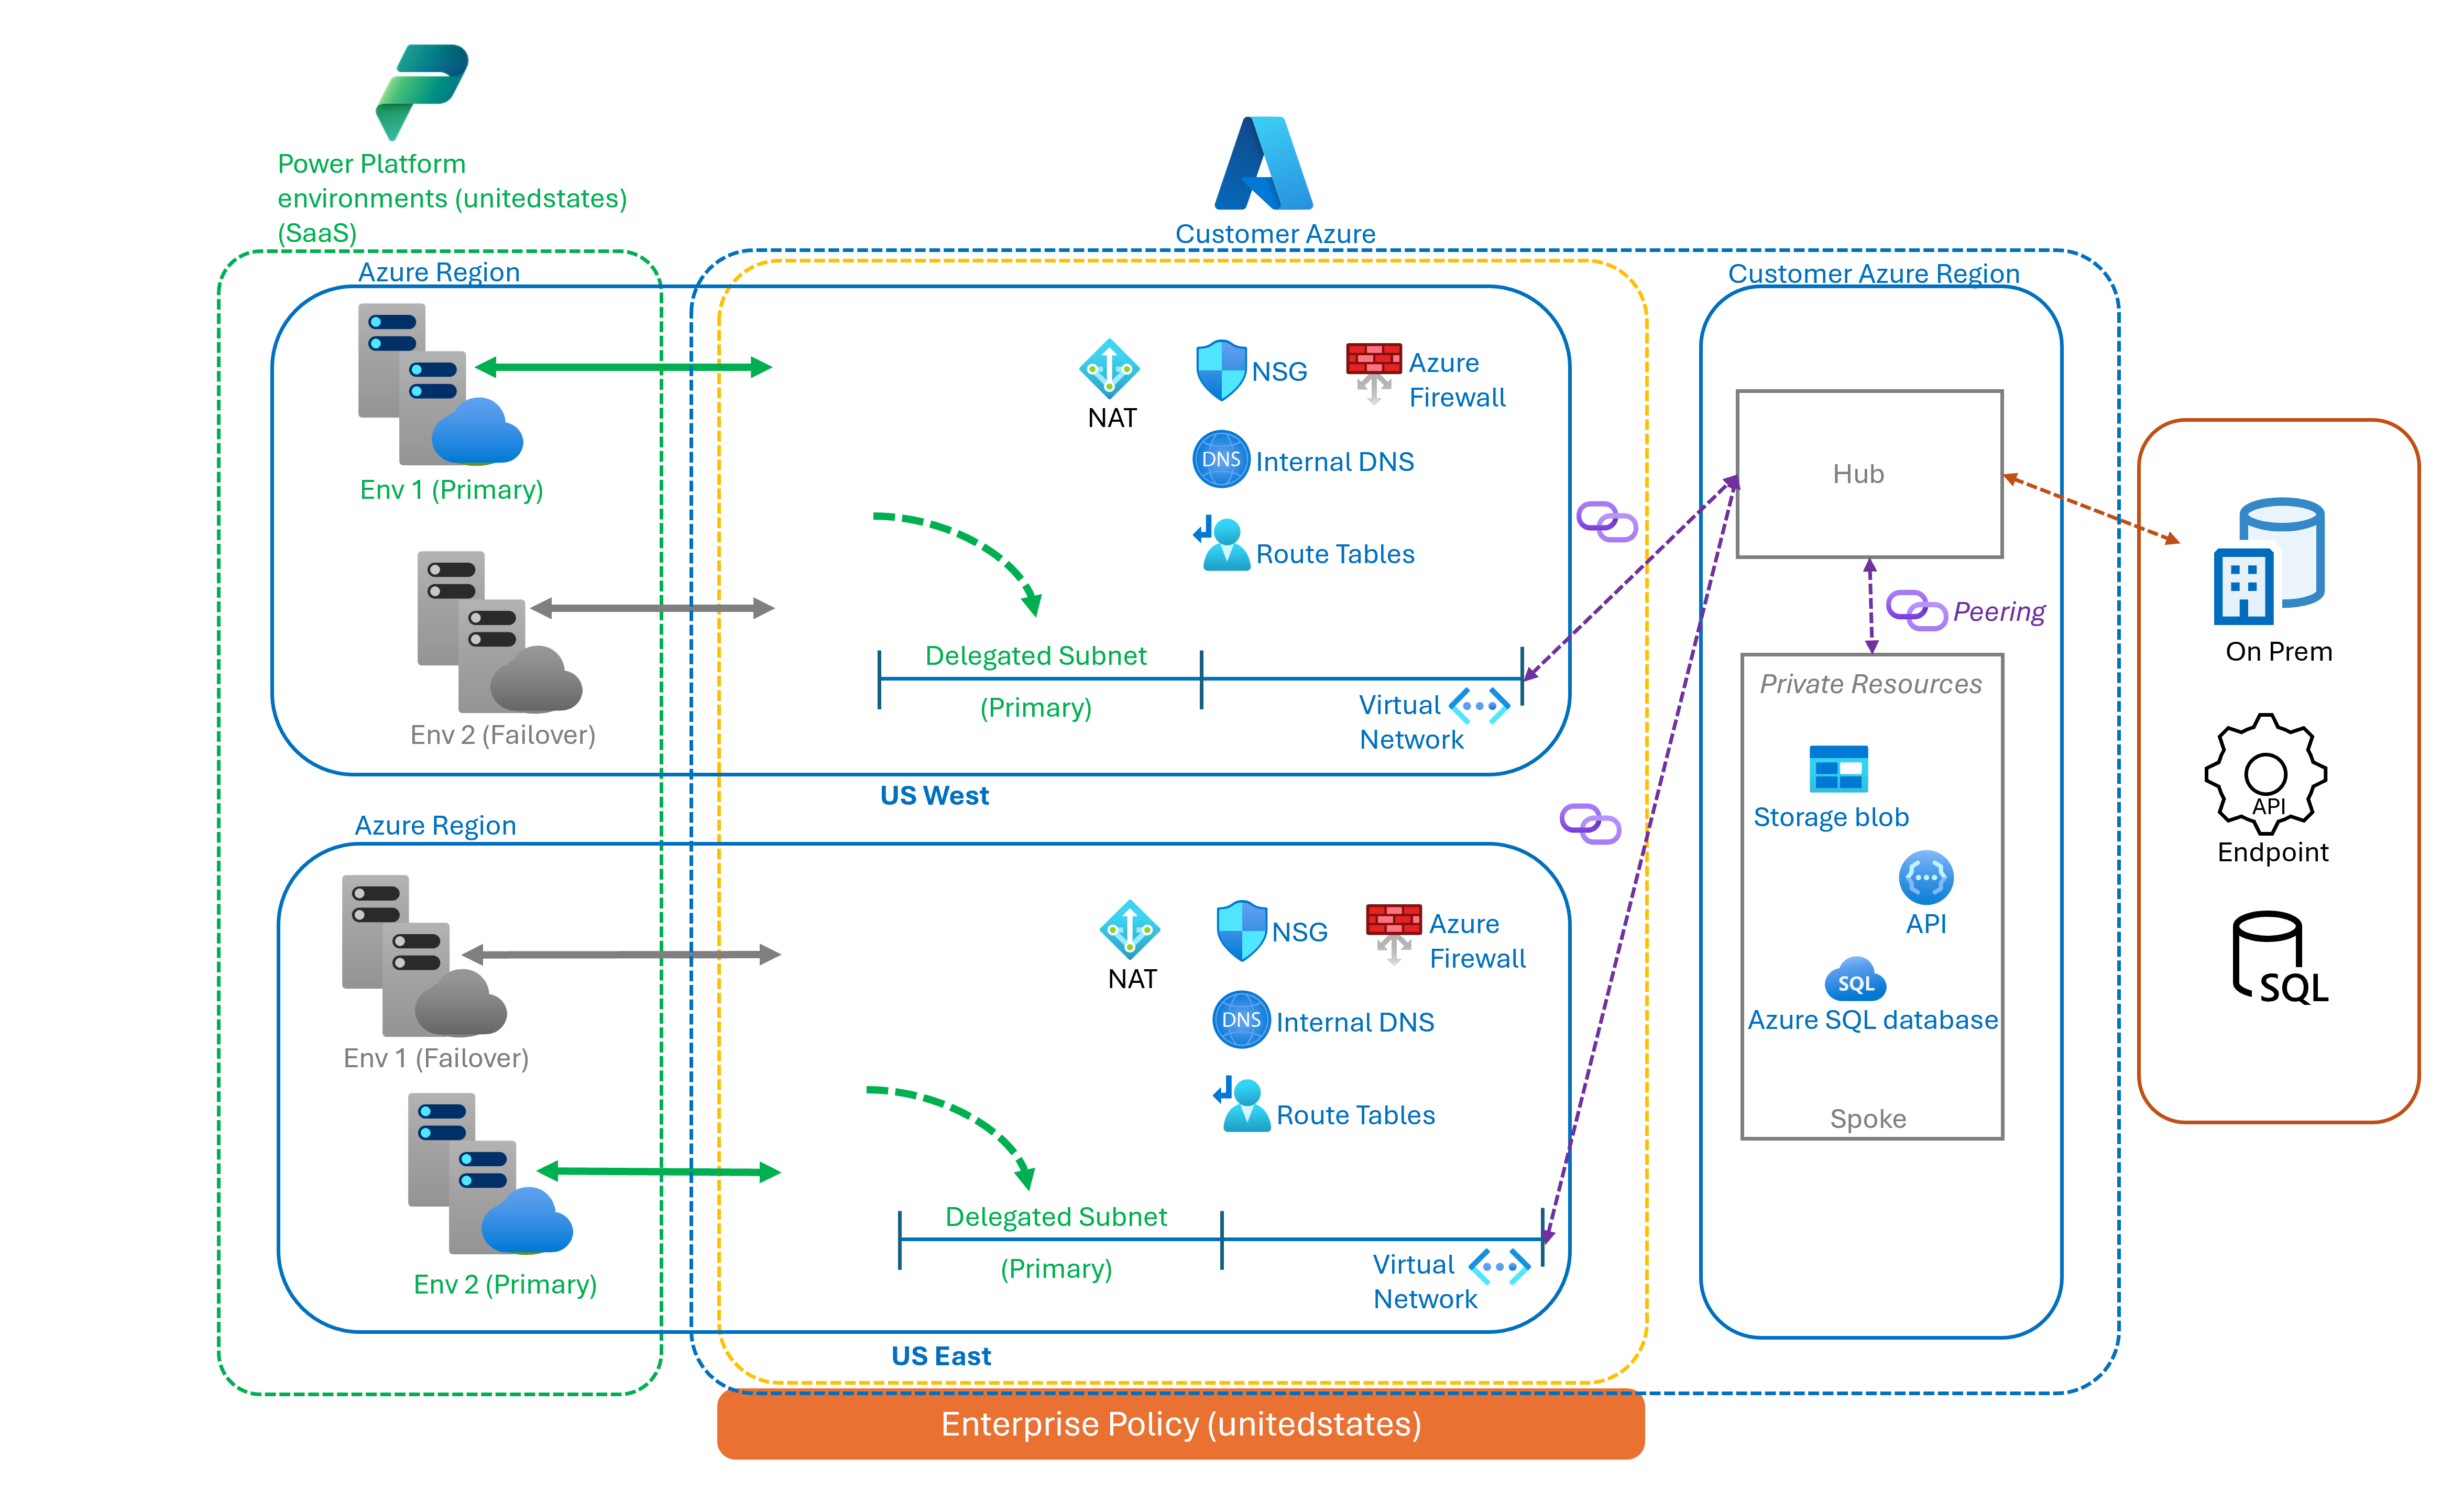 Power Platform
environments (unitedstates)
(SaaS)
Customer Azure
Azure Region
Customer Azure Region
Env 1 (Primary)
Env 2 (Failover)
NAT
NSG
Azure
Firewall
DNS
Internal DNS
Route Tables
Delegated Subnet
(Primary)
Virtual
Network
US West
Azure Region
Env 1 (Failover)
Env 2 (Primary)
NAT
NSG
Azure
Firewall
DNS
Internal DNS
Route Tables
Delegated Subnet
(Primary)
Virtual
Network
US East
Enterprise Policy (unitedstates)
Hub
Peering
Private Resources
Storage blob
API
SQL
Azure SQL database
Spoke
On Prem
API
Endpoint
SQL